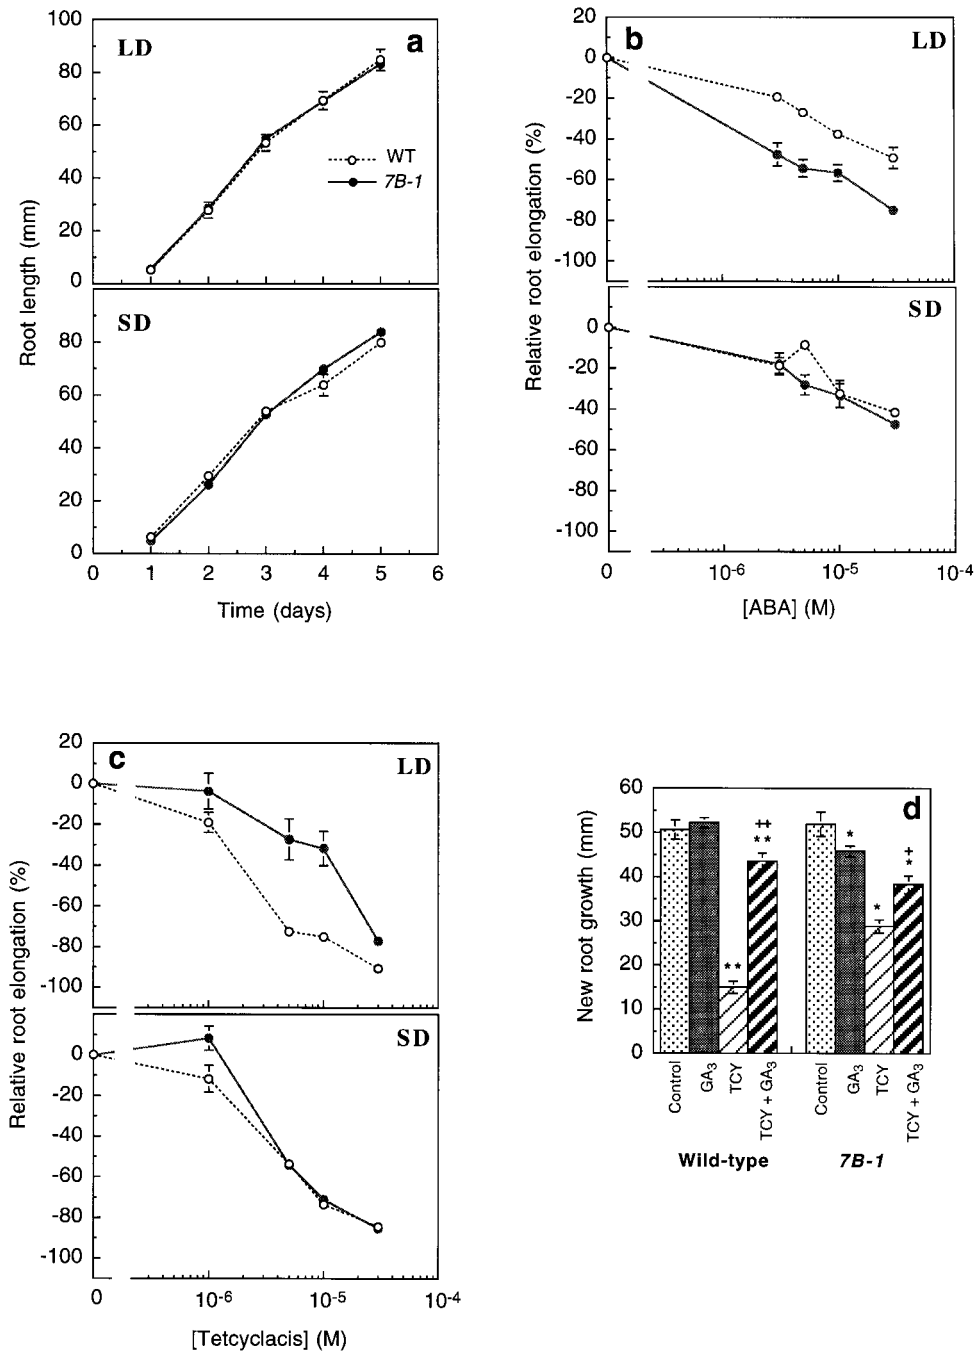 a
LD
Root length (mm)
100
80
60
40
20
0
WT
7B-1
SD
80
60
40
20
0
0 1 2 3 4 5 6
Time (days)
b
LD
Relative root elongation (%)
20
0
-20
-40
-60
-80
-100
SD
0
-20
-40
-60
-80
-100
0 10-6 10-5 10-4
[ABA] (M)
c
LD
Relative root elongation (%)
20
0
-20
-40
-60
-80
-100
SD
0
-20
-40
-60
-80
-100
0 10-6 10-5 10-4
[Tetcyclacis] (M)
d
New root growth (mm)
60
50
40
30
20
10
0
**
++
**
*
*
+
*
Control GA3 TCY TCY + GA3 Control GA3 TCY TCY + GA3
Wild-type 7B-1